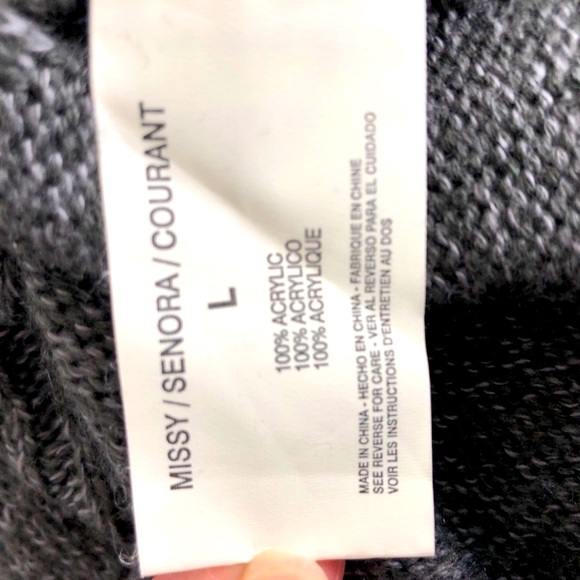 MISSY / SENORA / COURANT
L
100% ACRYLIC
100% ACRYLICO
100% ACRYLIQUE
MADE IN CHINA - HECHO EN CHINA - FABRIQUE EN CHINE
SEE REVERSE FOR CARE - VER AL REVERSO PARA EL CUIDADO
VOIR LES INSTRUCTIONS D'ENTRETIEN AU DOS